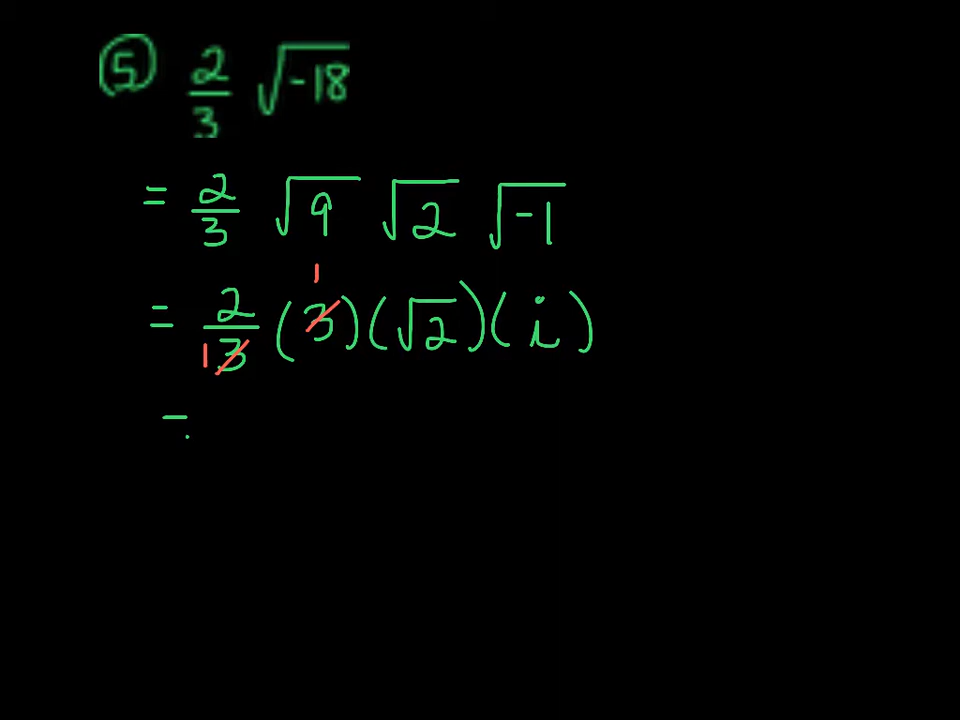 ⑤ 2/3 √-18
= 2/3 √9 √2 √-1
1
= 2/3 (3)(√2)(i)
1
=